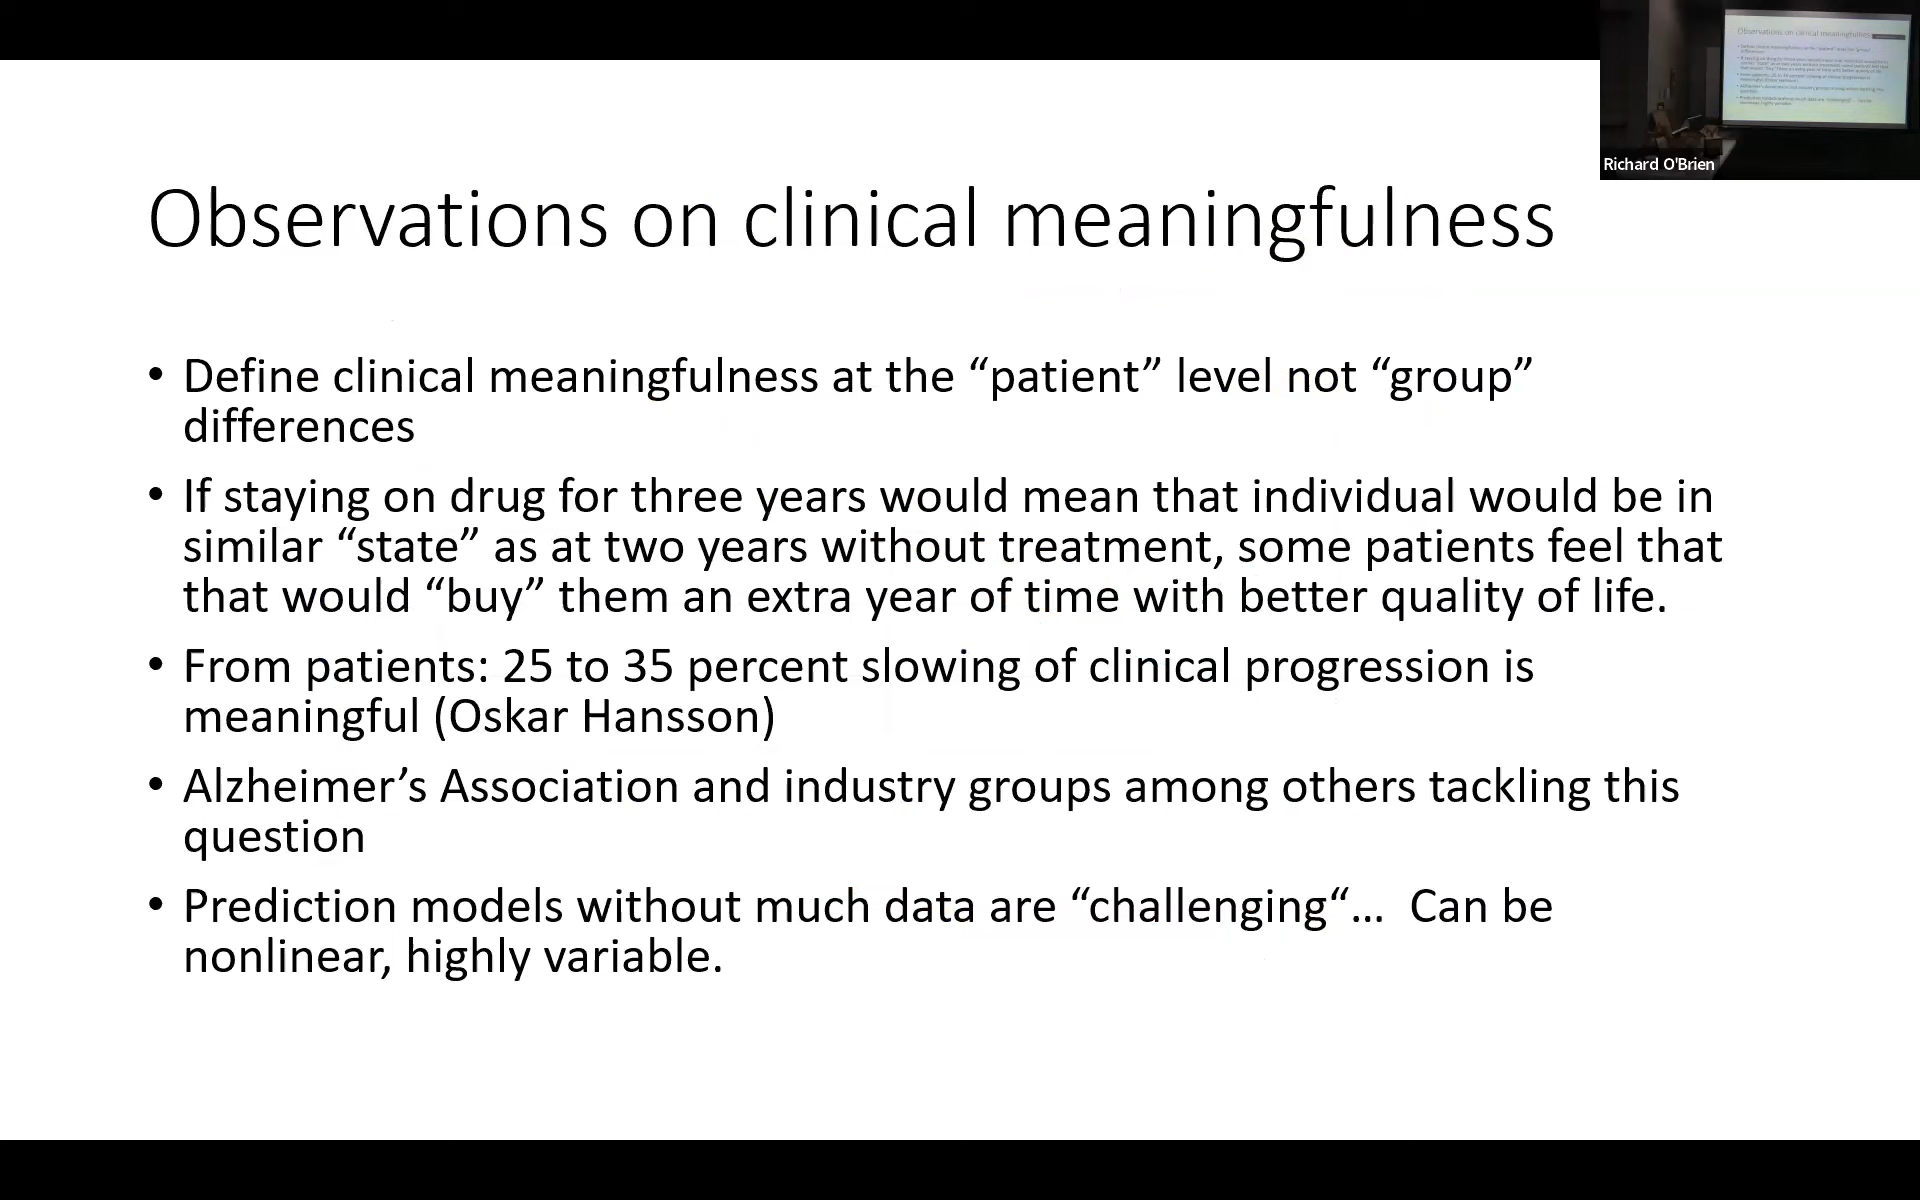 Observations on clinical meaningfulness
Richard O'Brien
• Define clinical meaningfulness at the “patient” level not “group”
differences
• If staying on drug for three years would mean that individual would be in
similar “state” as at two years without treatment, some patients feel that
that would “buy” them an extra year of time with better quality of life.
• From patients: 25 to 35 percent slowing of clinical progression is
meaningful (Oskar Hansson)
• Alzheimer’s Association and industry groups among others tackling this
question
• Prediction models without much data are “challenging“... Can be
nonlinear, highly variable.